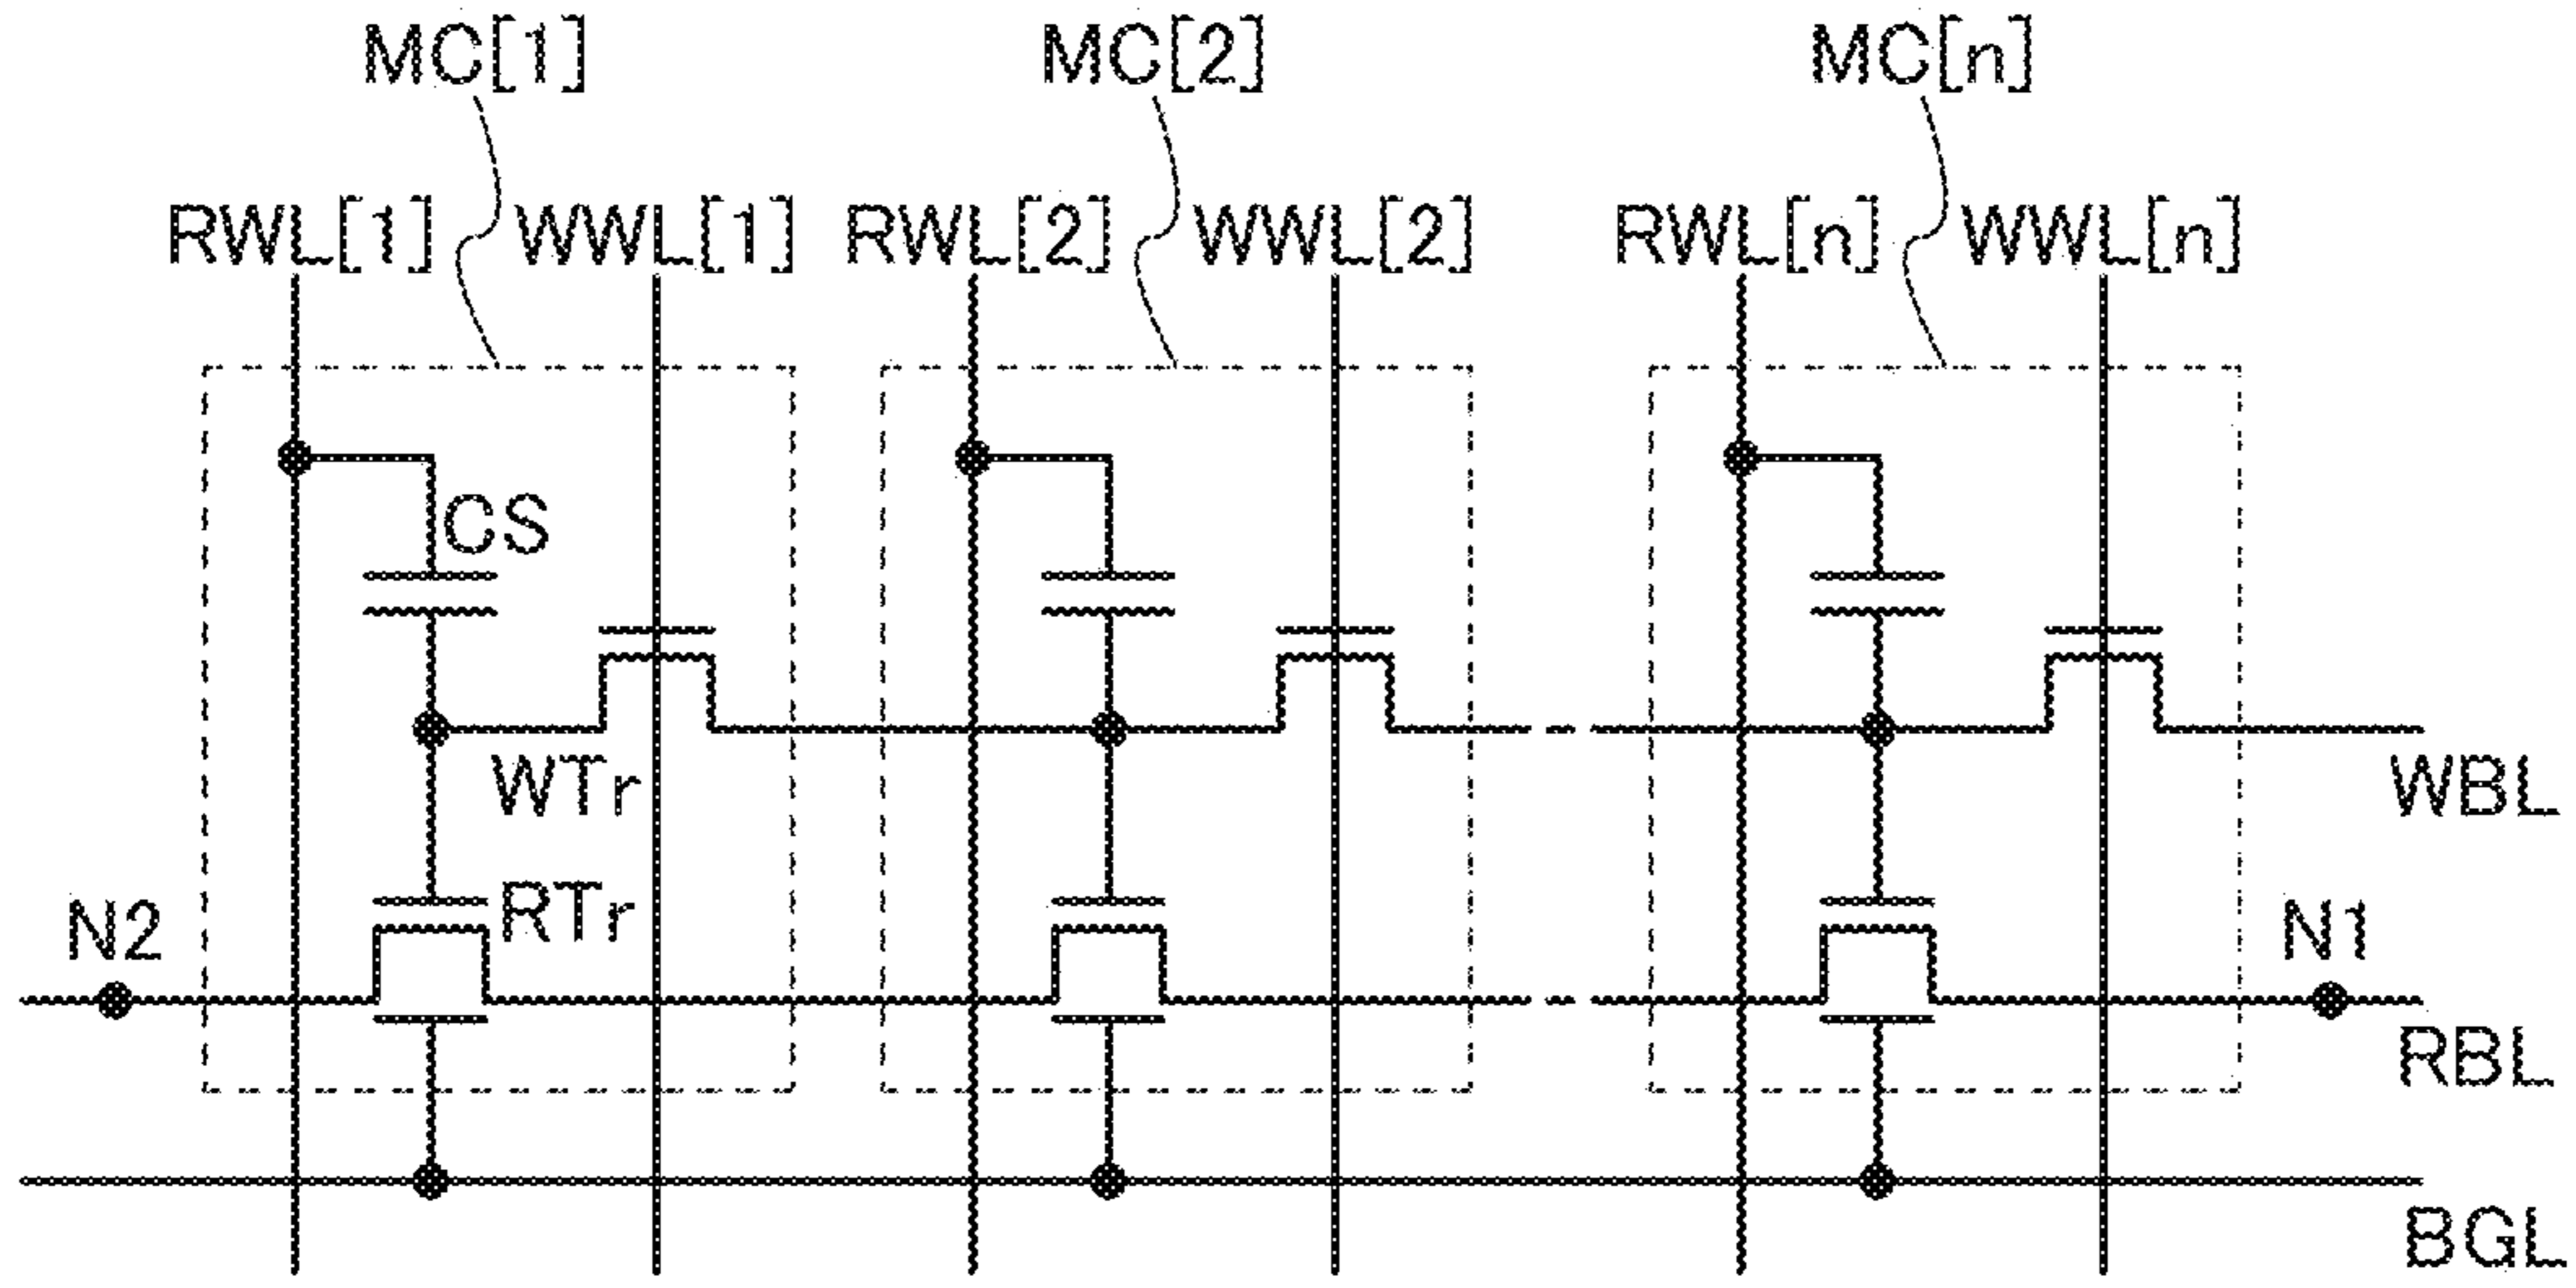 MC[1] MC[2] MC[n]
RWL[1] WWL[1] RWL[2] WWL[2] RWL[n] WWL[n]
CS
WTr
WBL
RTr
N2 N1
RBL
BGL